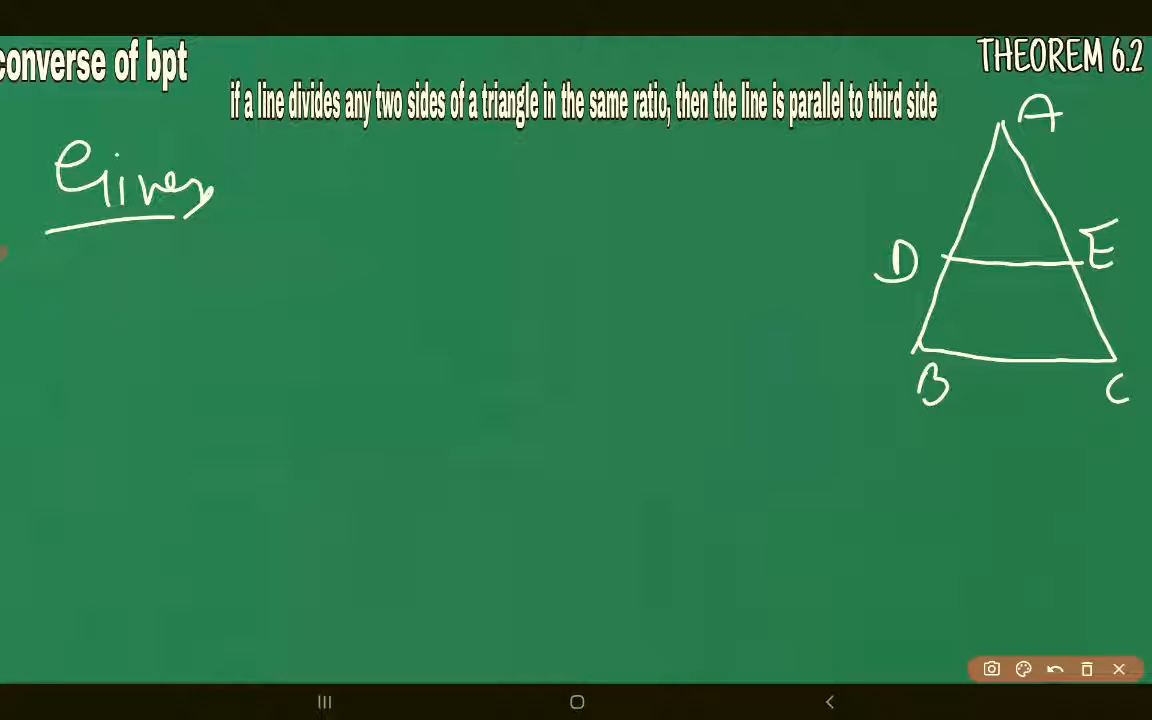 converse of bpt
THEOREM 6.2
if a line divides any two sides of a triangle in the same ratio, then the line is parallel to third side
Given
A
D
E
B
C